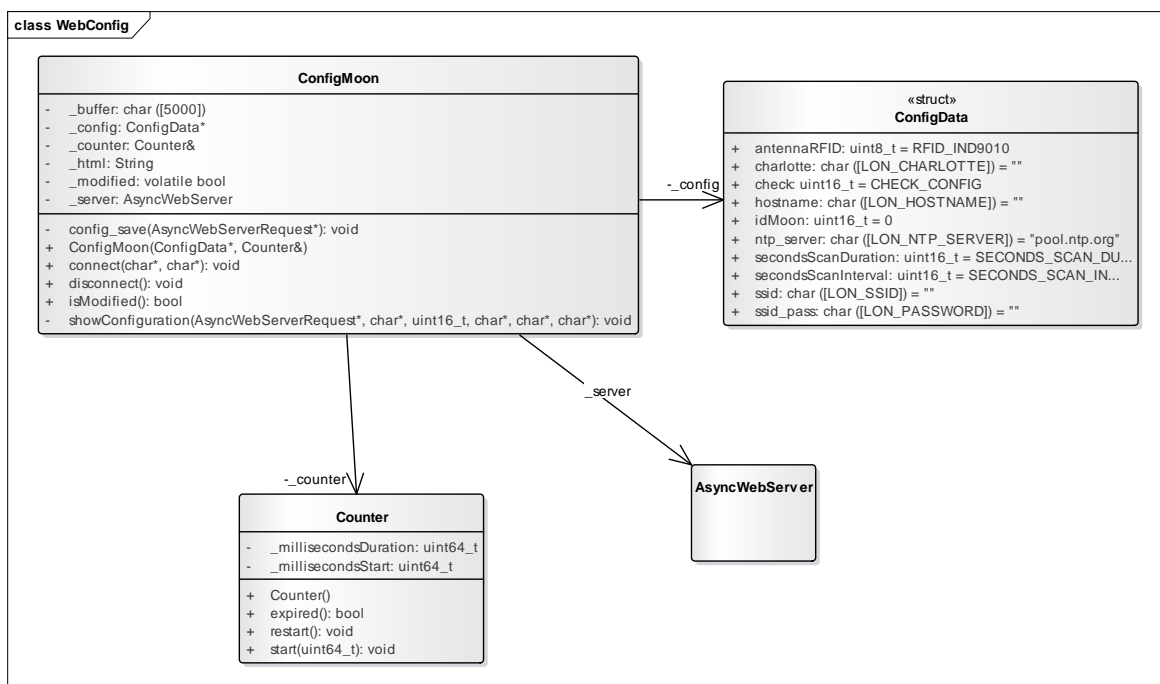 class WebConfig
ConfigMoon
- _buffer: char ([5000])
- _config: ConfigData*
- _counter: Counter&
- _html: String
- _modified: volatile bool
- _server: AsyncWebServer
- config_save(AsyncWebServerRequest*): void
+ ConfigMoon(ConfigData*, Counter&)
+ connect(char*, char*): void
+ disconnect(): void
+ isModified(): bool
- showConfiguration(AsyncWebServerRequest*, char*, uint16_t, char*, char*, char*): void
-_config
«struct»
ConfigData
+ antennaRFID: uint8_t = RFID_IND9010
+ charlotte: char ([LON_CHARLOTTE]) = ""
+ check: uint16_t = CHECK_CONFIG
+ hostname: char ([LON_HOSTNAME]) = ""
+ idMoon: uint16_t = 0
+ ntp_server: char ([LON_NTP_SERVER]) = "pool.ntp.org"
+ secondsScanDuration: uint16_t = SECONDS_SCAN_DU...
+ secondsScanInterval: uint16_t = SECONDS_SCAN_IN...
+ ssid: char ([LON_SSID]) = ""
+ ssid_pass: char ([LON_PASSWORD]) = ""
_server
-_counter
AsyncWebServer
Counter
- _millisecondsDuration: uint64_t
- _millisecondsStart: uint64_t
+ Counter()
+ expired(): bool
+ restart(): void
+ start(uint64_t): void